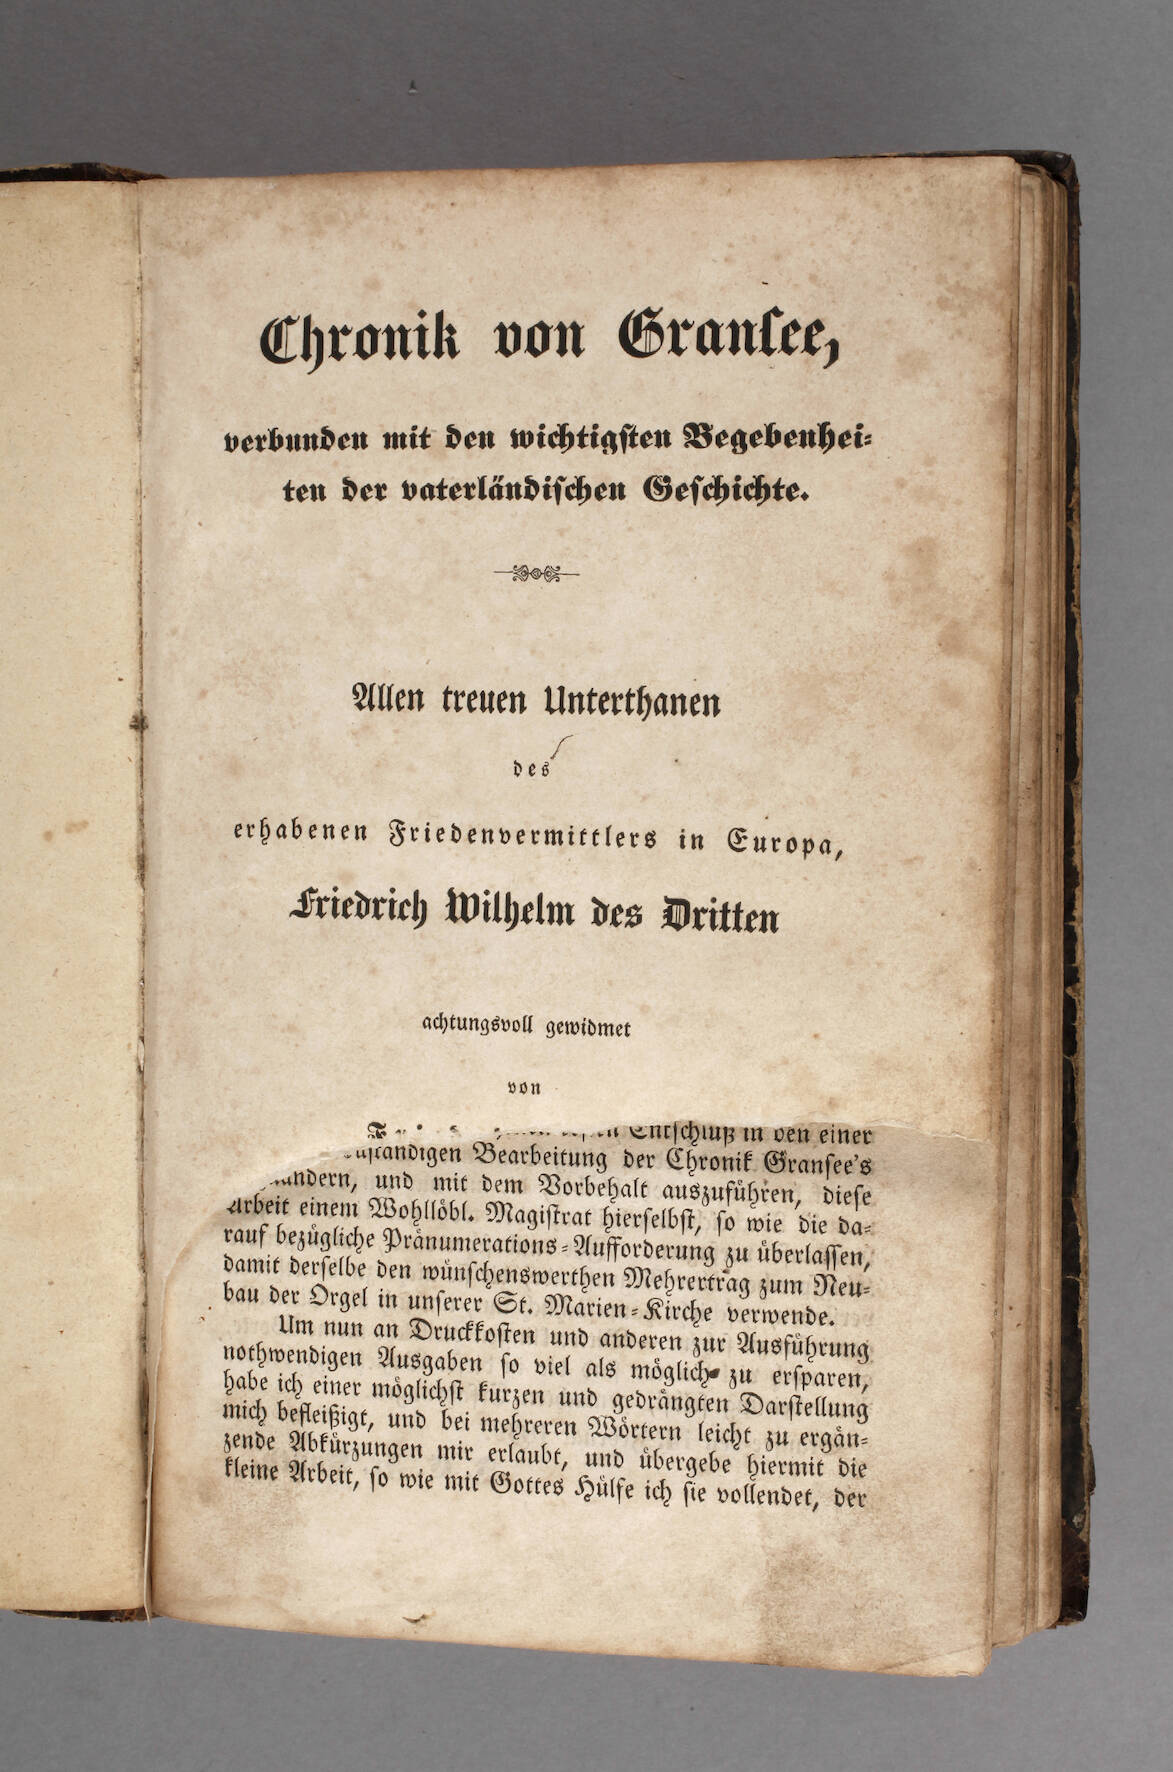 Chronik von Gransee,
verbunden mit den wichtigsten Begebenhei⸗
ten der vaterländischen Geschichte.
Allen treuen Unterthanen
des
erhabenen Friedenvermittlers in Europa,
Friedrich Wilhelm des Dritten
achtungsvoll gewidmet
von
Entschluß in den einer
Bearbeitung der Chronik Gransee's
und mit dem Vorbehalt auszuführen, diese
Arbeit einem Wohllöbl. Magistrat hierselbst, so wie die da⸗
rauf bezügliche Pränumerations⸗Aufforderung zu überlassen,
damit derselbe den wünschenswerthen Mehrertrag zum Neu⸗
bau der Orgel in unserer St. Marien⸗Kirche verwende.
Um nun an Druckkosten und anderen zur Ausführung
nothwendigen Ausgaben so viel als möglich zu ersparen,
habe ich einer möglichst kurzen und gedrängten Darstellung
mich befleißigt, und bei mehreren Wörtern leicht zu ergän⸗
zende Abkürzungen mir erlaubt, und übergebe hiermit die
kleine Arbeit, so wie mit Gottes Hülfe ich sie vollendet, der